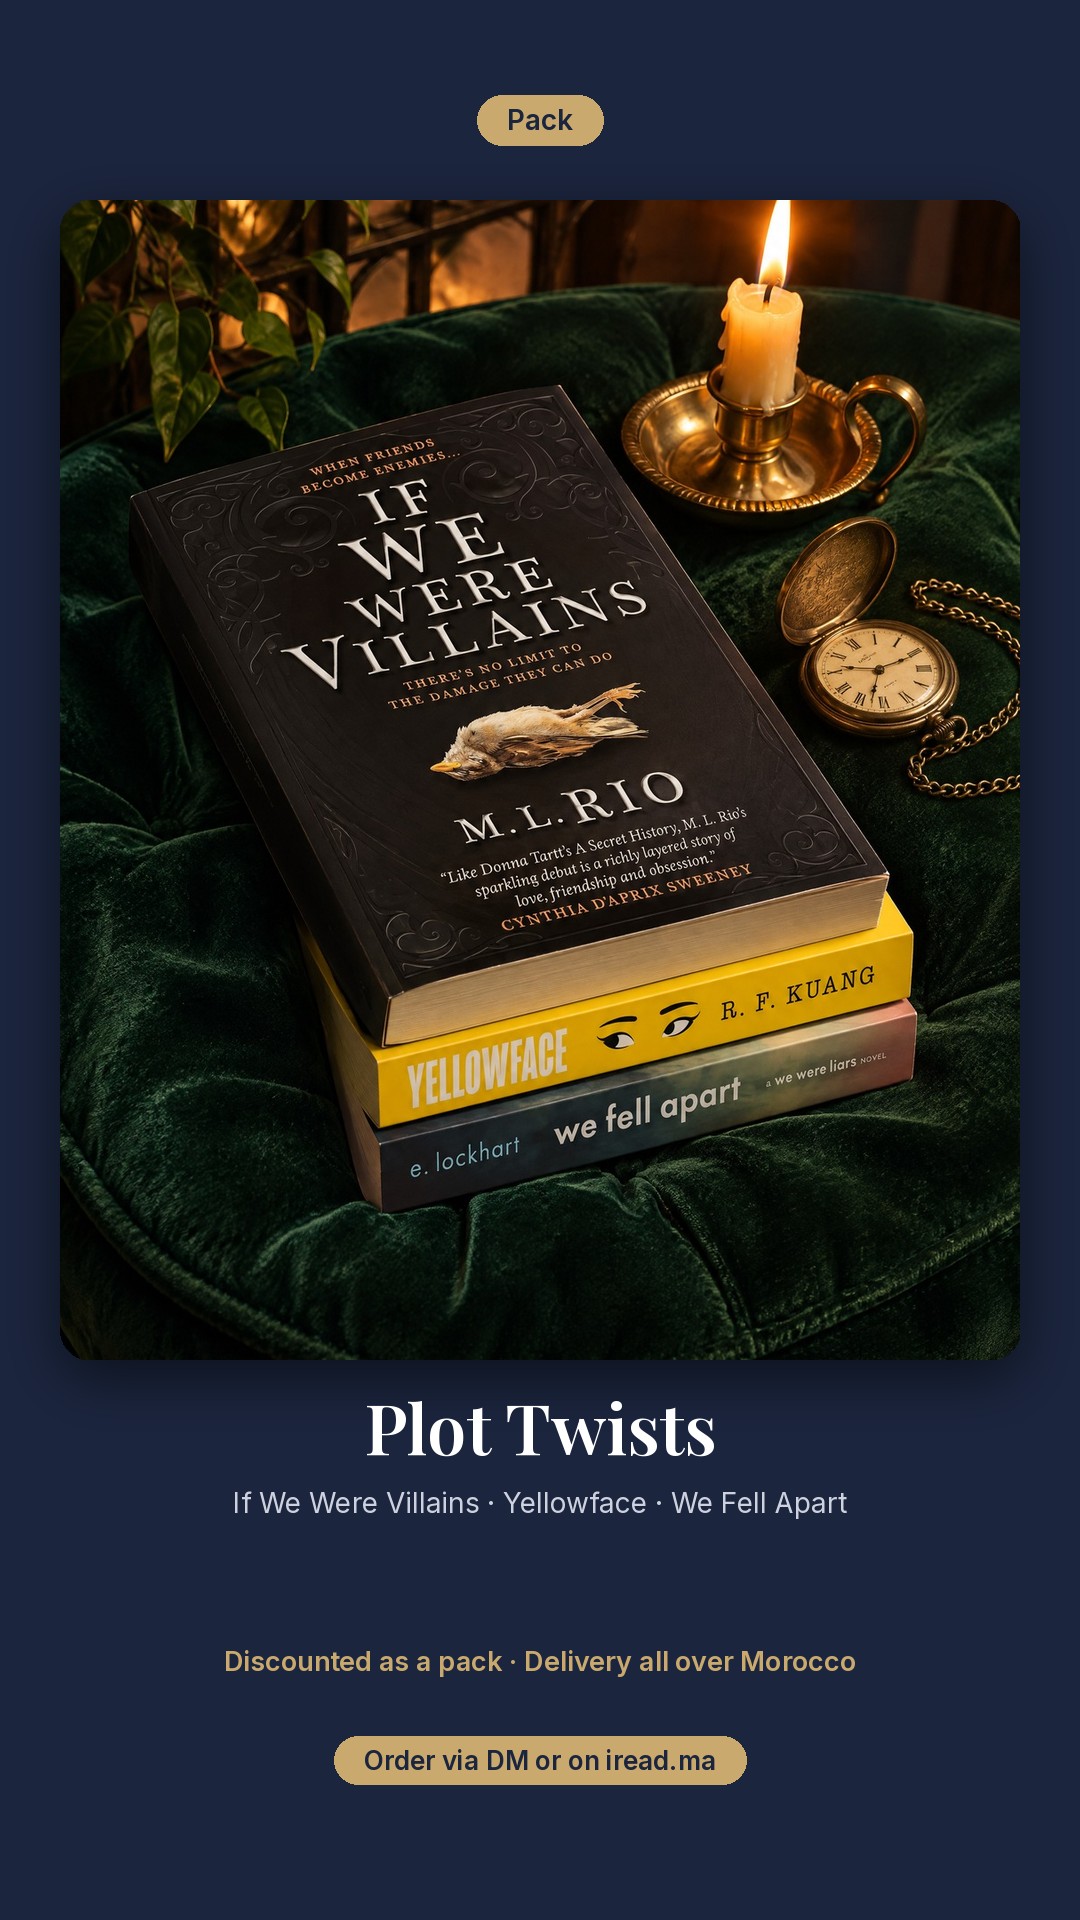 Pack
WHEN FRIENDS
BECOME ENEMIES...
IF
WE
WERE
VILLAINS
THERE'S NO LIMIT TO
THE DAMAGE THEY CAN DO
M. L. RIO
“Like Donna Tartt's A Secret History, M. L. Rio's
sparkling debut is a richly layered story of
love, friendship and obsession.”
CYNTHIA D'APRIX SWEENEY
YELLOWFACE R. F. KUANG
e. lockhart we fell apart a we were liars NOVEL
Plot Twists
If We Were Villains · Yellowface · We Fell Apart
Discounted as a pack · Delivery all over Morocco
Order via DM or on iread.ma